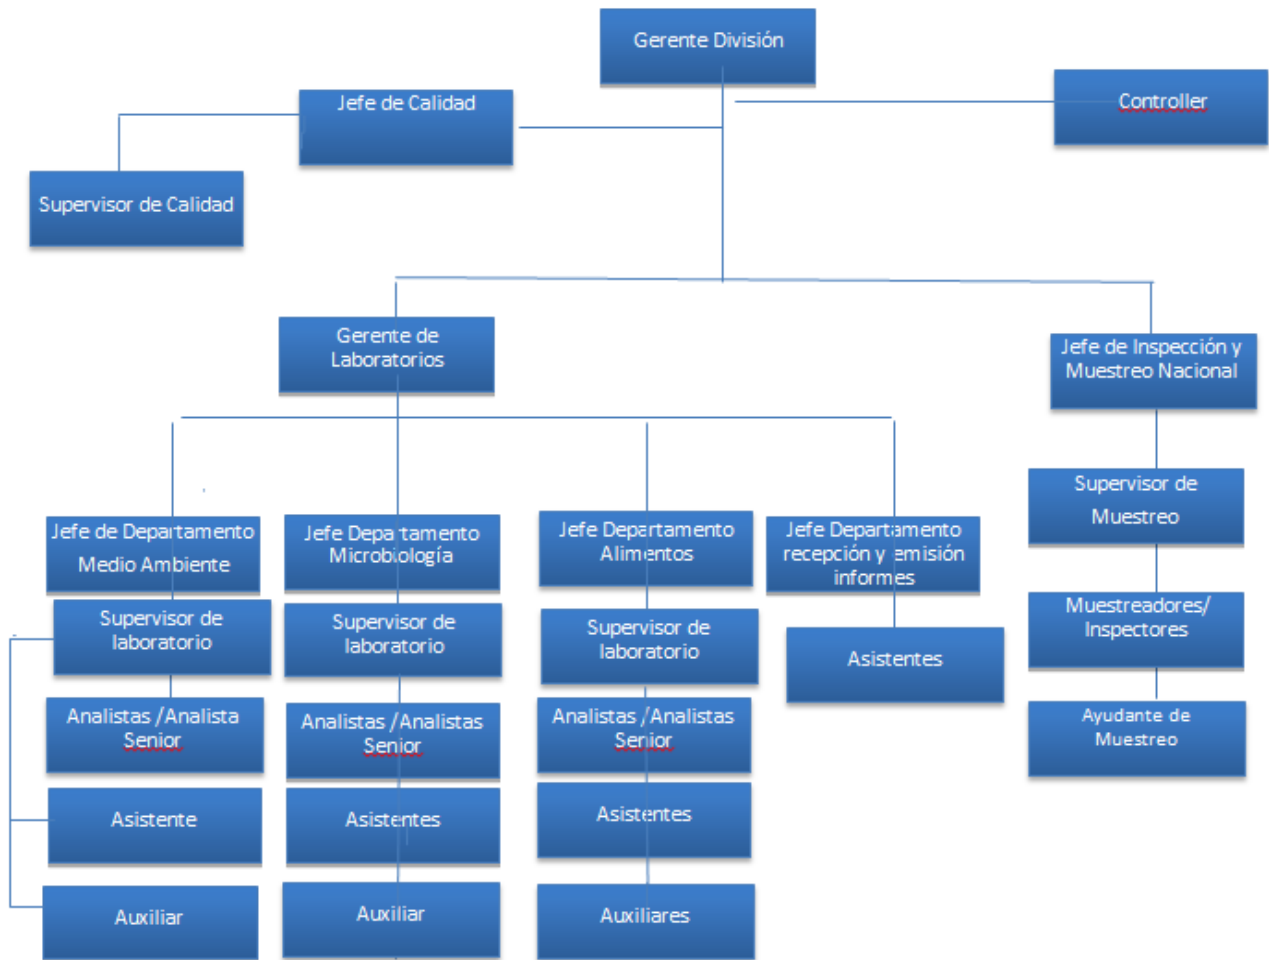 Gerente División
Jefe de Calidad
Controller
Supervisor de Calidad
Gerente de
Laboratorios
Jefe de Inspección y
Muestreo Nacional
Supervisor de
Muestreo
Jefe de Departamento
Medio Ambiente
Jefe Departamento
Microbiología
Jefe Departamento
Alimentos
Jefe Departamento
recepción y emisión
informes
Muestreadores/
Inspectores
Supervisor de
laboratorio
Supervisor de
laboratorio
Supervisor de
laboratorio
Asistentes
Analistas /Analista
Senior
Analistas /Analistas
Senior
Analistas /Analistas
Senior
Ayudante de
Muestreo
Asistente
Asistentes
Asistentes
Auxiliar
Auxiliar
Auxiliares